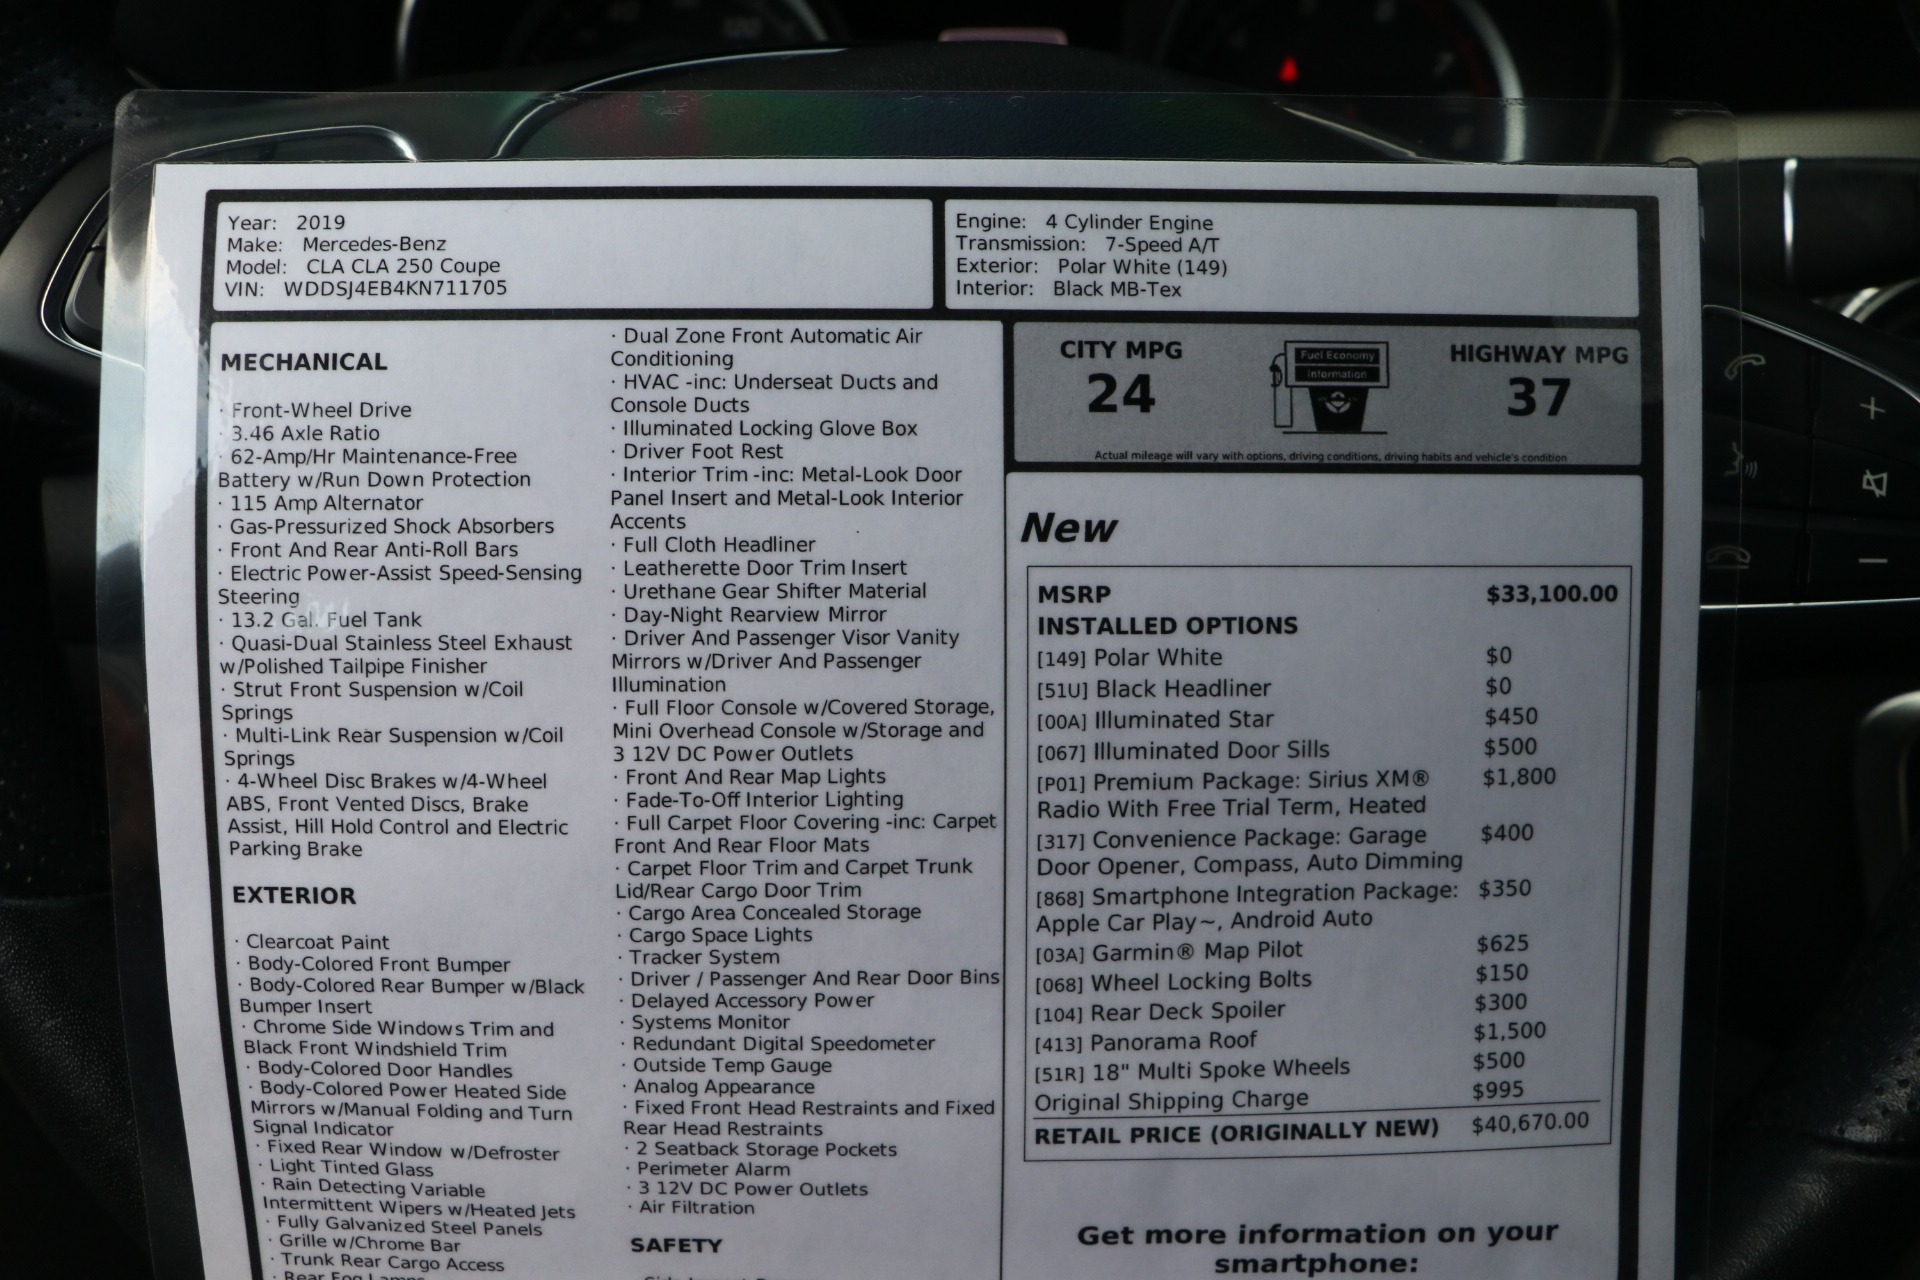 120
6
7
Year: 2019
Make: Mercedes-Benz
Model: CLA CLA 250 Coupe
VIN: WDDSJ4EB4KN711705
Engine: 4 Cylinder Engine
Transmission: 7-Speed A/T
Exterior: Polar White (149)
Interior: Black MB-Tex
MECHANICAL
· Front-Wheel Drive
· 3.46 Axle Ratio
· 62-Amp/Hr Maintenance-Free
Battery w/Run Down Protection
· 115 Amp Alternator
· Gas-Pressurized Shock Absorbers
· Front And Rear Anti-Roll Bars
· Electric Power-Assist Speed-Sensing
Steering
· 13.2 Gal. Fuel Tank
· Quasi-Dual Stainless Steel Exhaust
w/Polished Tailpipe Finisher
· Strut Front Suspension w/Coil
Springs
· Multi-Link Rear Suspension w/Coil
Springs
· 4-Wheel Disc Brakes w/4-Wheel
ABS, Front Vented Discs, Brake
Assist, Hill Hold Control and Electric
Parking Brake
EXTERIOR
· Clearcoat Paint
· Body-Colored Front Bumper
· Body-Colored Rear Bumper w/Black
Bumper Insert
· Chrome Side Windows Trim and
Black Front Windshield Trim
· Body-Colored Door Handles
· Body-Colored Power Heated Side
Mirrors w/Manual Folding and Turn
Signal Indicator
· Fixed Rear Window w/Defroster
· Light Tinted Glass
· Rain Detecting Variable
Intermittent Wipers w/Heated Jets
· Fully Galvanized Steel Panels
· Grille w/Chrome Bar
· Trunk Rear Cargo Access
· Rear Fog Lamps
· Dual Zone Front Automatic Air
Conditioning
· HVAC -inc: Underseat Ducts and
Console Ducts
· Illuminated Locking Glove Box
· Driver Foot Rest
· Interior Trim -inc: Metal-Look Door
Panel Insert and Metal-Look Interior
Accents
· Full Cloth Headliner
· Leatherette Door Trim Insert
· Urethane Gear Shifter Material
· Day-Night Rearview Mirror
· Driver And Passenger Visor Vanity
Mirrors w/Driver And Passenger
Illumination
· Full Floor Console w/Covered Storage,
Mini Overhead Console w/Storage and
3 12V DC Power Outlets
· Front And Rear Map Lights
· Fade-To-Off Interior Lighting
· Full Carpet Floor Covering -inc: Carpet
Front And Rear Floor Mats
· Carpet Floor Trim and Carpet Trunk
Lid/Rear Cargo Door Trim
· Cargo Area Concealed Storage
· Cargo Space Lights
· Tracker System
· Driver / Passenger And Rear Door Bins
· Delayed Accessory Power
· Systems Monitor
· Redundant Digital Speedometer
· Outside Temp Gauge
· Analog Appearance
· Fixed Front Head Restraints and Fixed
Rear Head Restraints
· 2 Seatback Storage Pockets
· Perimeter Alarm
· 3 12V DC Power Outlets
· Air Filtration
SAFETY
CITY MPG
24
Fuel Economy
Information
HIGHWAY MPG
37
Actual mileage will vary with options, driving conditions, driving habits and vehicle's condition
New
MSRP $33,100.00
INSTALLED OPTIONS
[149] Polar White $0
[51U] Black Headliner $0
[00A] Illuminated Star $450
[067] Illuminated Door Sills $500
[P01] Premium Package: Sirius XM® $1,800
Radio With Free Trial Term, Heated
[317] Convenience Package: Garage $400
Door Opener, Compass, Auto Dimming
[868] Smartphone Integration Package: $350
Apple Car Play~, Android Auto
[03A] Garmin® Map Pilot $625
[068] Wheel Locking Bolts $150
[104] Rear Deck Spoiler $300
[413] Panorama Roof $1,500
[51R] 18" Multi Spoke Wheels $500
Original Shipping Charge $995
RETAIL PRICE (ORIGINALLY NEW) $40,670.00
Get more information on your
smartphone: